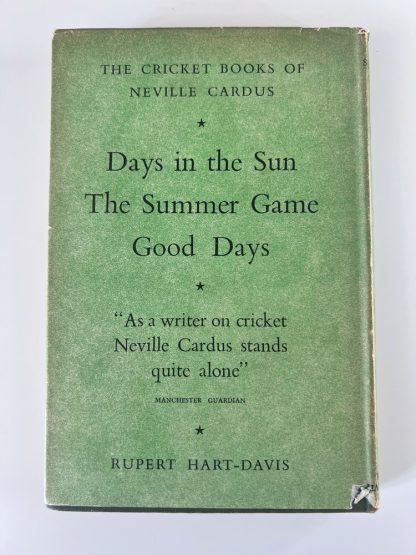 THE CRICKET BOOKS OF
NEVILLE CARDUS
★
Days in the Sun
The Summer Game
Good Days
★
“As a writer on cricket
Neville Cardus stands
quite alone”
MANCHESTER GUARDIAN
★
RUPERT HART-DAVIS